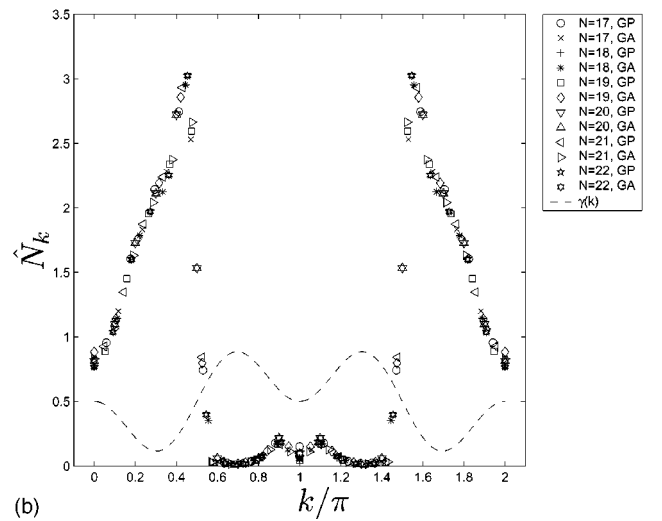 3.5
3
2.5
2
1.5
1
0.5
0
0 0.2 0.4 0.6 0.8 1 1.2 1.4 1.6 1.8 2
N̂_k
k/π
(b)
N=17, GP
N=17, GA
N=18, GP
N=18, GA
N=19, GP
N=19, GA
N=20, GP
N=20, GA
N=21, GP
N=21, GA
N=22, GP
N=22, GA
γ(k)